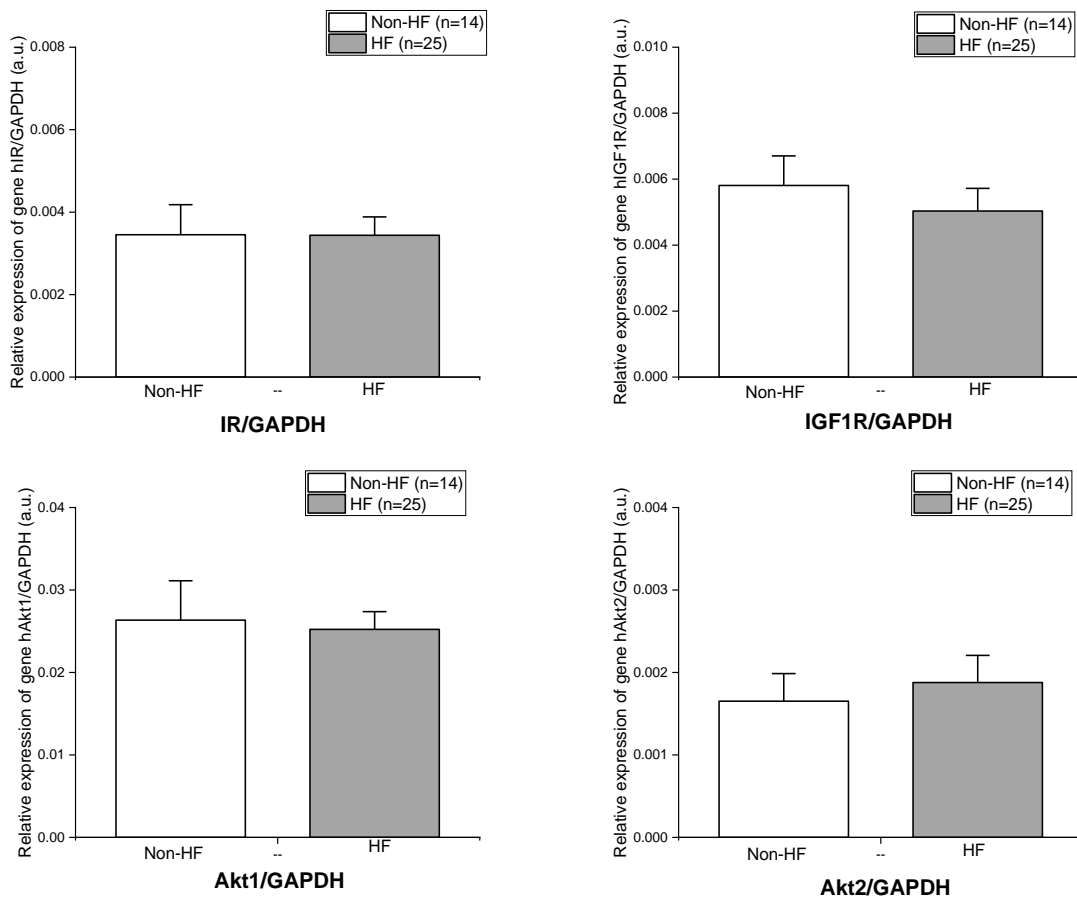 Non-HF (n=14)
HF (n=25)
Relative expression of gene hIR/GAPDH (a.u.)
0.008
0.006
0.004
0.002
0.000
Non-HF -- HF
IR/GAPDH
Non-HF (n=14)
HF (n=25)
Relative expression of gene hIGF1R/GAPDH (a.u.)
0.010
0.008
0.006
0.004
0.002
0.000
Non-HF -- HF
IGF1R/GAPDH
Non-HF (n=14)
HF (n=25)
Relative expression of gene hAkt1/GAPDH (a.u.)
0.04
0.03
0.02
0.01
0.00
Non-HF -- HF
Akt1/GAPDH
Non-HF (n=14)
HF (n=25)
Relative expression of gene hAkt2/GAPDH (a.u.)
0.004
0.003
0.002
0.001
0.000
Non-HF -- HF
Akt2/GAPDH